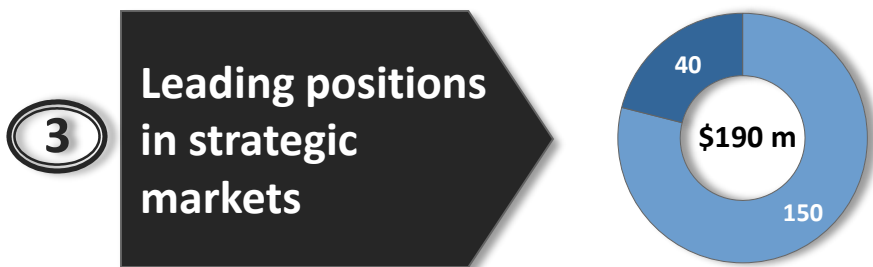 3
Leading positions
in strategic
markets
40
$190 m
150